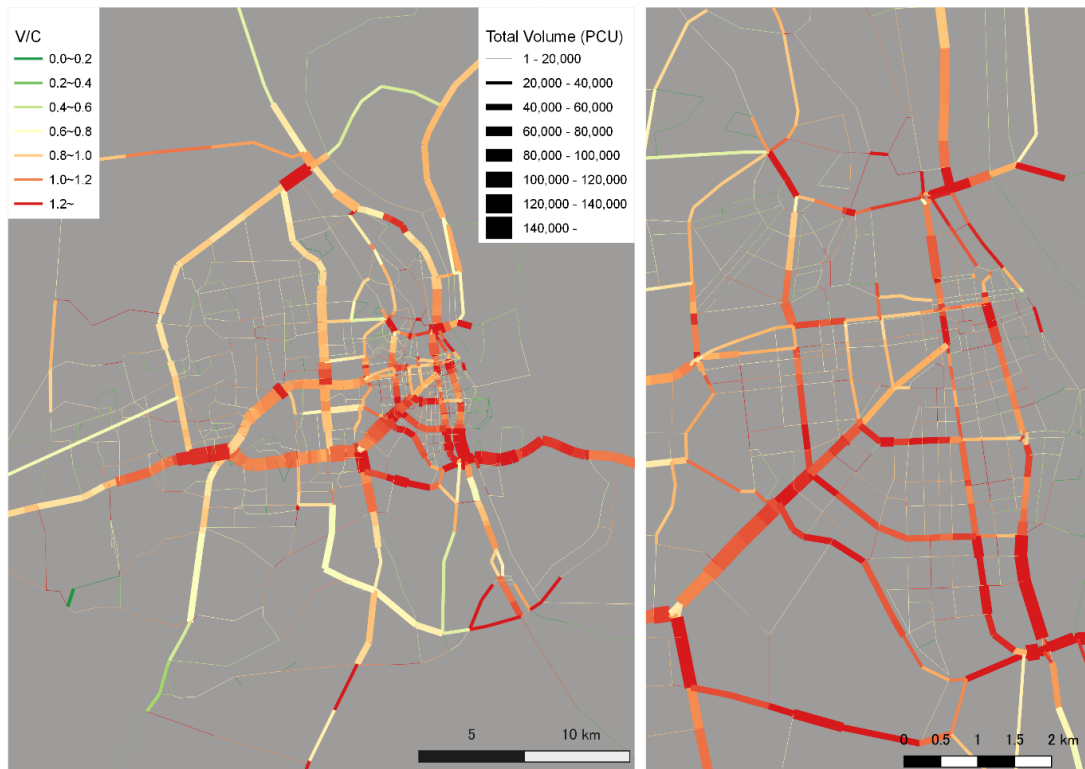 V/C
0.0~0.2
0.2~0.4
0.4~0.6
0.6~0.8
0.8~1.0
1.0~1.2
1.2~
Total Volume (PCU)
1 - 20,000
20,000 - 40,000
40,000 - 60,000
60,000 - 80,000
80,000 - 100,000
100,000 - 120,000
120,000 - 140,000
140,000 -
5 10 km
0 0.5 1 1.5 2 km